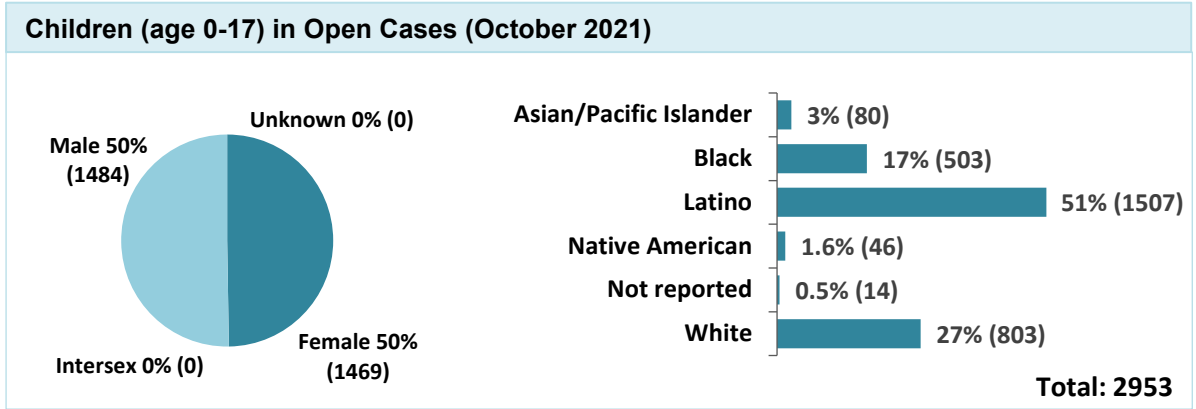 Children (age 0-17) in Open Cases (October 2021)
Unknown 0% (0)
Male 50%
(1484)
Female 50%
(1469)
Intersex 0% (0)
Asian/Pacific Islander 3% (80)
Black 17% (503)
Latino 51% (1507)
Native American 1.6% (46)
Not reported 0.5% (14)
White 27% (803)
Total: 2953